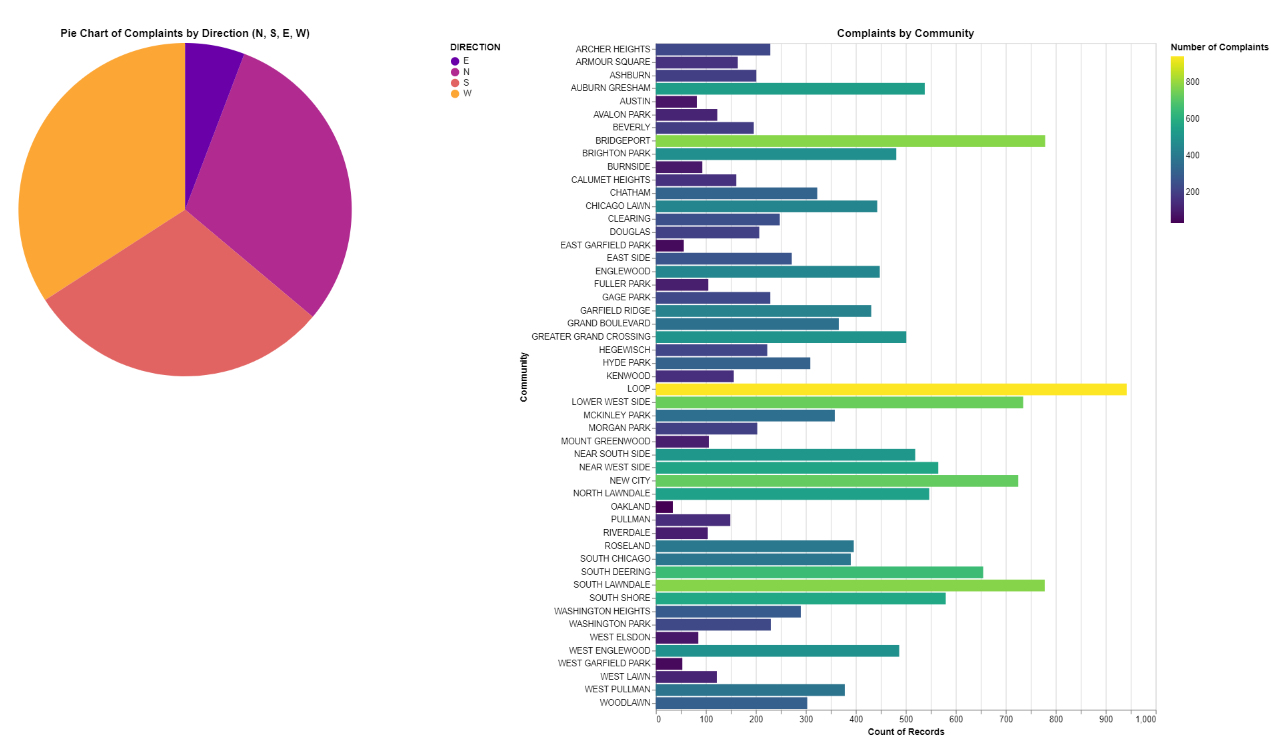 Pie Chart of Complaints by Direction (N, S, E, W)
DIRECTION
E
N
S
W
Complaints by Community
Community
ARCHER HEIGHTS
ARMOUR SQUARE
ASHBURN
AUBURN GRESHAM
AUSTIN
AVALON PARK
BEVERLY
BRIDGEPORT
BRIGHTON PARK
BURNSIDE
CALUMET HEIGHTS
CHATHAM
CHICAGO LAWN
CLEARING
DOUGLAS
EAST GARFIELD PARK
EAST SIDE
ENGLEWOOD
FULLER PARK
GAGE PARK
GARFIELD RIDGE
GRAND BOULEVARD
GREATER GRAND CROSSING
HEGEWISCH
HYDE PARK
KENWOOD
LOOP
LOWER WEST SIDE
MCKINLEY PARK
MORGAN PARK
MOUNT GREENWOOD
NEAR SOUTH SIDE
NEAR WEST SIDE
NEW CITY
NORTH LAWNDALE
OAKLAND
PULLMAN
RIVERDALE
ROSELAND
SOUTH CHICAGO
SOUTH DEERING
SOUTH LAWNDALE
SOUTH SHORE
WASHINGTON HEIGHTS
WASHINGTON PARK
WEST ELSDON
WEST ENGLEWOOD
WEST GARFIELD PARK
WEST LAWN
WEST PULLMAN
WOODLAWN
0 100 200 300 400 500 600 700 800 900 1,000
Count of Records
Number of Complaints
800
600
400
200